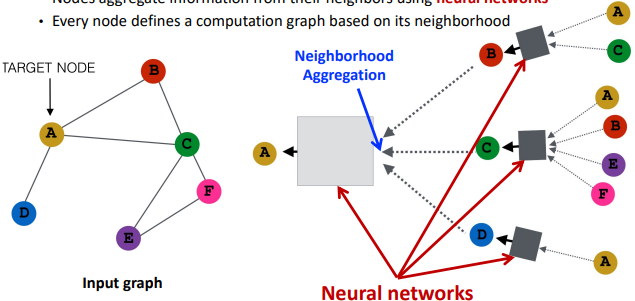 Nodes aggregate information from their neighbors using neural networks
• Every node defines a computation graph based on its neighborhood
TARGET NODE
A
B
C
D
E
F
Input graph
Neighborhood
Aggregation
A
B
C
D
A
C
A
B
E
F
A
Neural networks